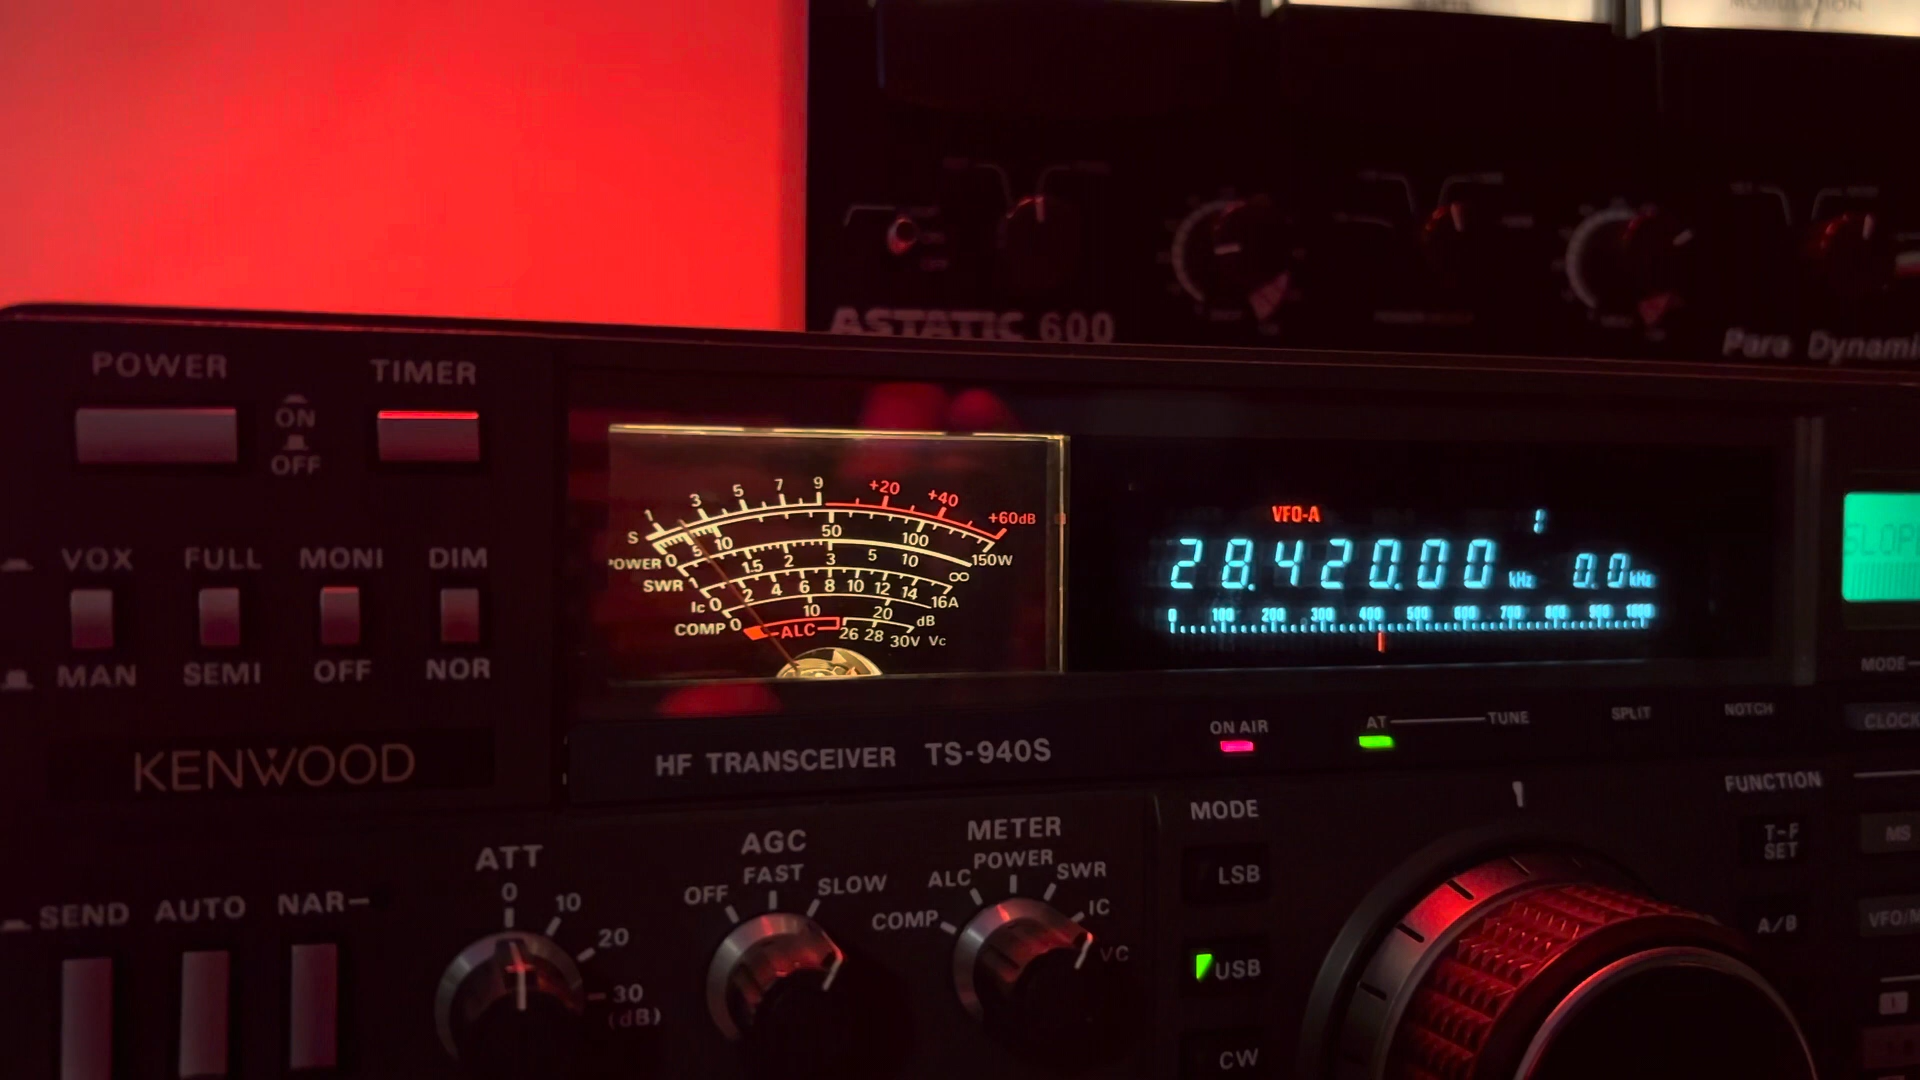 MODULATION
ASTATIC 600
Para Dynami
POWER
TIMER
ON
OFF
VOX FULL MONI DIM
MAN SEMI OFF NOR
KENWOOD
S 1 3 5 7 9 +20 +40 +60dB
POWER 0 5 10 50 100 150W
SWR 1 1.5 2 3 5 10 ∞
Ic 0 2 4 6 8 10 12 14 16A
COMP 0 10 20 dB
ALC 26 28 30V Vc
VFO-A
1
28.420.00 kHz 0.0 kHz
0 100 200 300 400 500 600 700 800 900 1000
SLOP
MODE
CLOCK
HF TRANSCEIVER TS-940S
ON AIR
AT TUNE
SPLIT
NOTCH
SEND AUTO NAR
ATT
0 10 20 30
(dB)
AGC
OFF FAST SLOW
METER
COMP ALC POWER SWR IC VC
MODE
LSB
USB
CW
FUNCTION
T-F
SET
A/B
MS
VFO/M